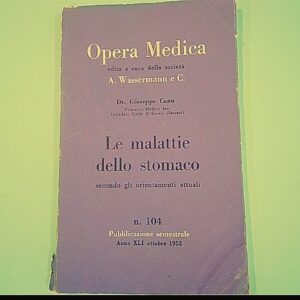 Opera Medica
edita a cura della società
A. Wassermann e C.
Dr. Giuseppe Canu
Le malattie
dello stomaco
secondo gli orientamenti attuali
n. 104
Pubblicazione semestrale
Anno XLI ottobre 1952